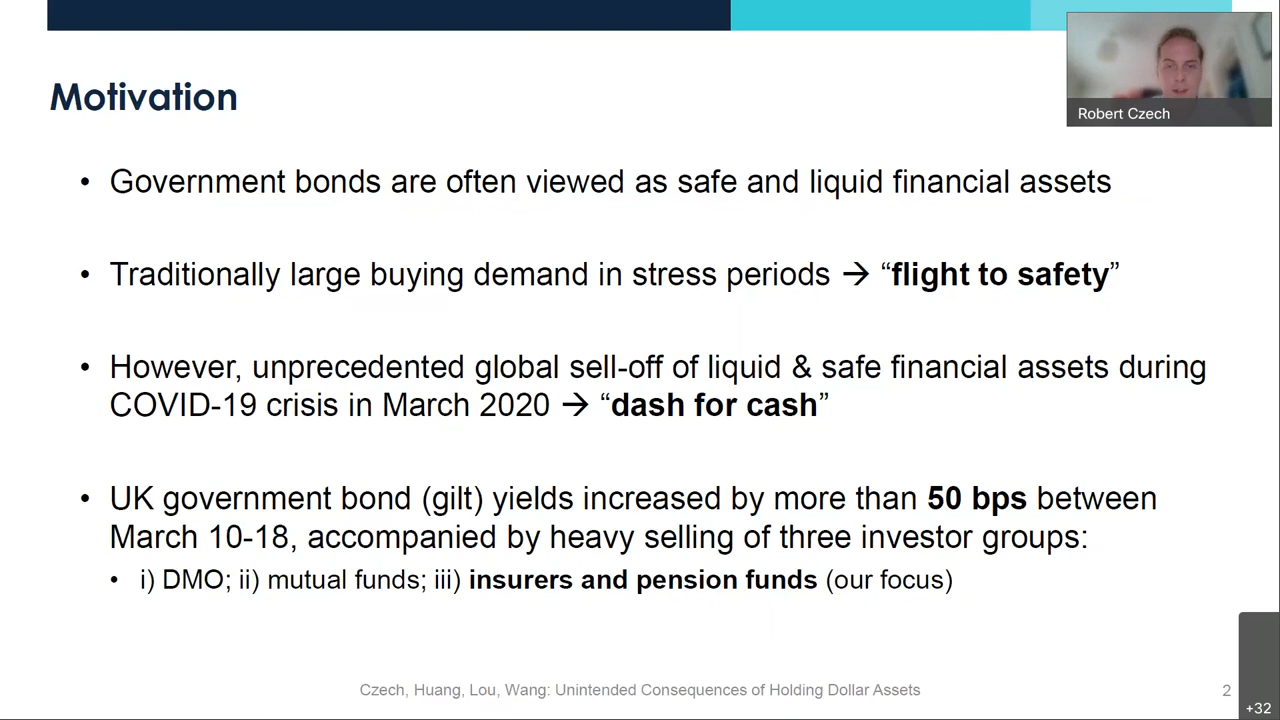 Motivation
Robert Czech
• Government bonds are often viewed as safe and liquid financial assets
• Traditionally large buying demand in stress periods → “flight to safety”
• However, unprecedented global sell-off of liquid & safe financial assets during
COVID-19 crisis in March 2020 → “dash for cash”
• UK government bond (gilt) yields increased by more than 50 bps between
March 10-18, accompanied by heavy selling of three investor groups:
• i) DMO; ii) mutual funds; iii) insurers and pension funds (our focus)
Czech, Huang, Lou, Wang: Unintended Consequences of Holding Dollar Assets
2
+32